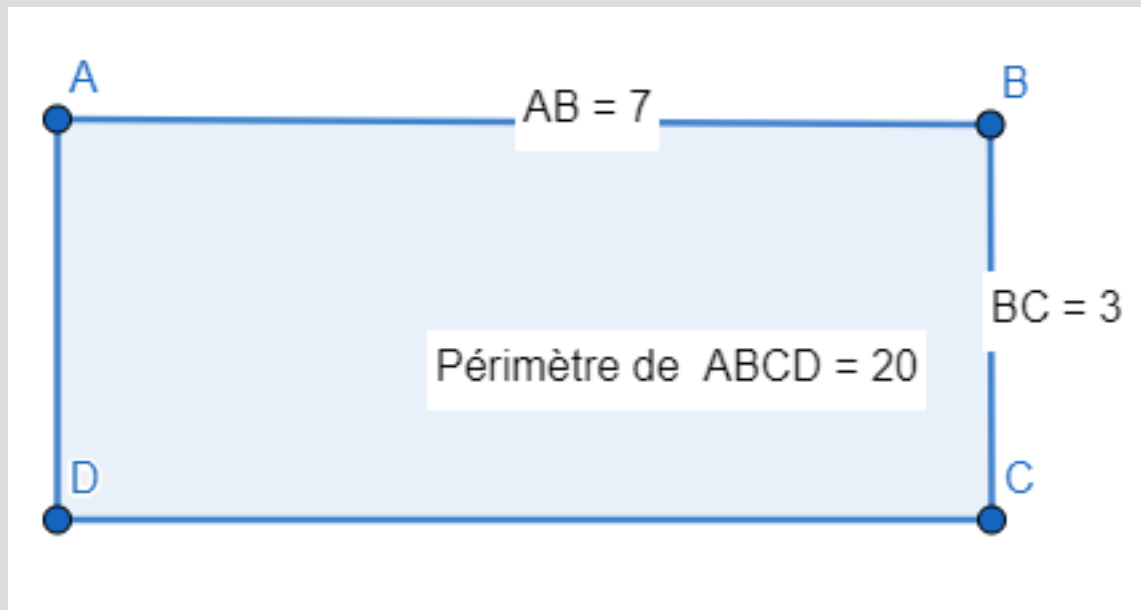 A
B
AB = 7
BC = 3
Périmètre de ABCD = 20
D
C